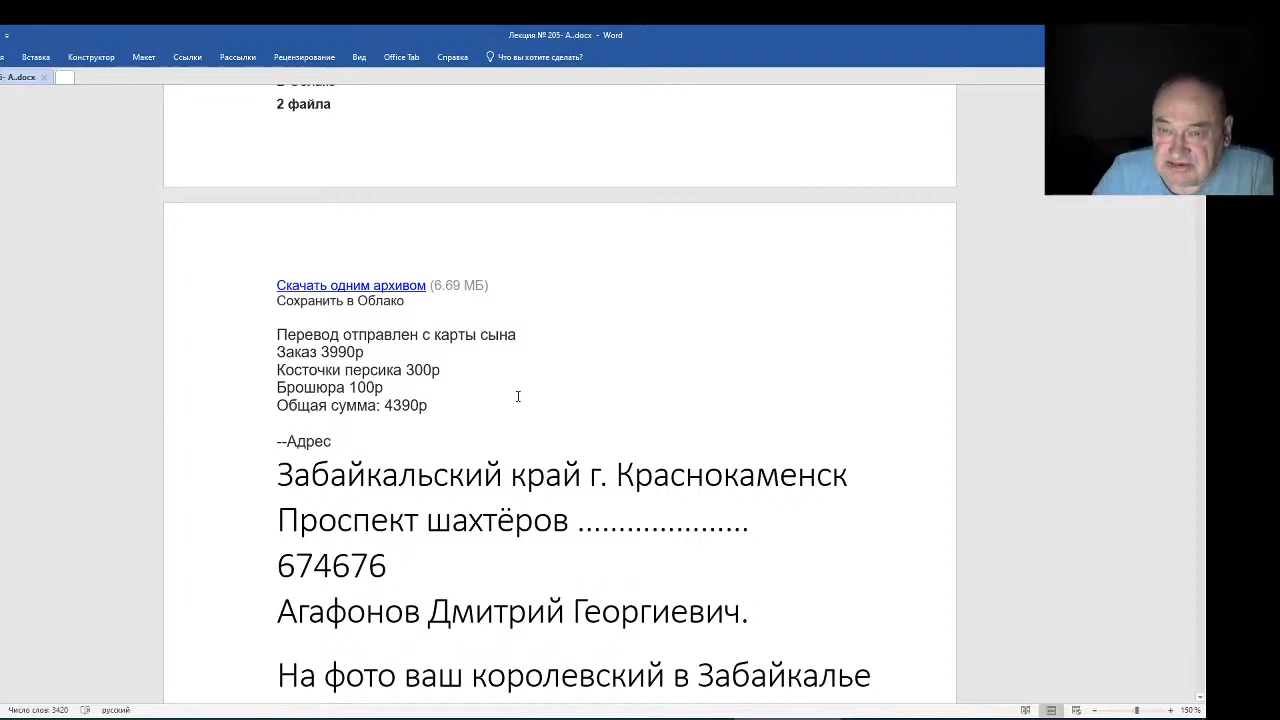 Лекция № 205- А..docx - Word
Вставка Конструктор Макет Ссылки Рассылки Рецензирование Вид Office Tab Справка Что вы хотите сделать?
А..docx
2 файла
Скачать одним архивом (6.69 МБ)
Сохранить в Облако
Перевод отправлен с карты сына
Заказ 3990р
Косточки персика 300р
Брошюра 100р
Общая сумма: 4390р
--Адрес
Забайкальский край г. Краснокаменск
Проспект шахтёров .....................
674676
Агафонов Дмитрий Георгиевич.
На фото ваш королевский в Забайкалье
Число слов: 3420 русский 150 %